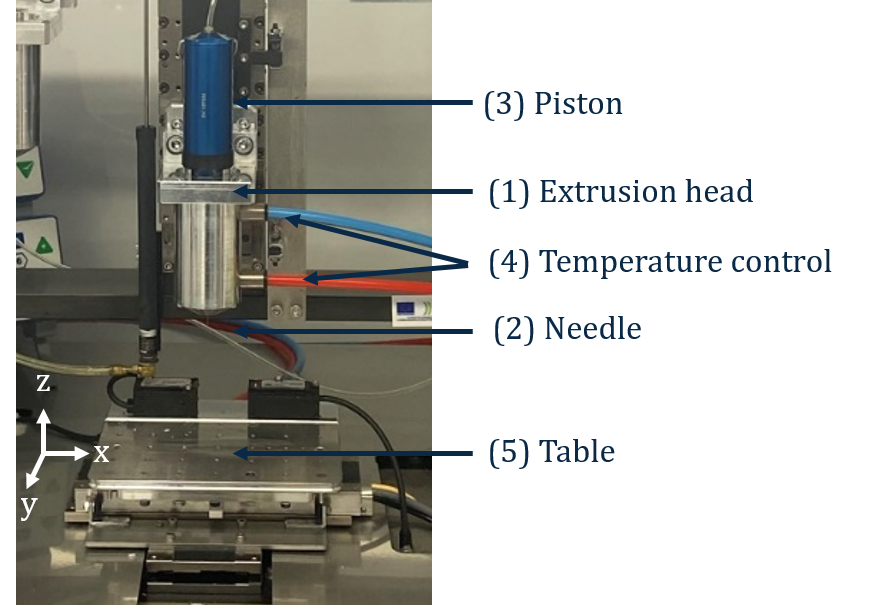 (3) Piston
(1) Extrusion head
(4) Temperature control
(2) Needle
(5) Table
z
x
y